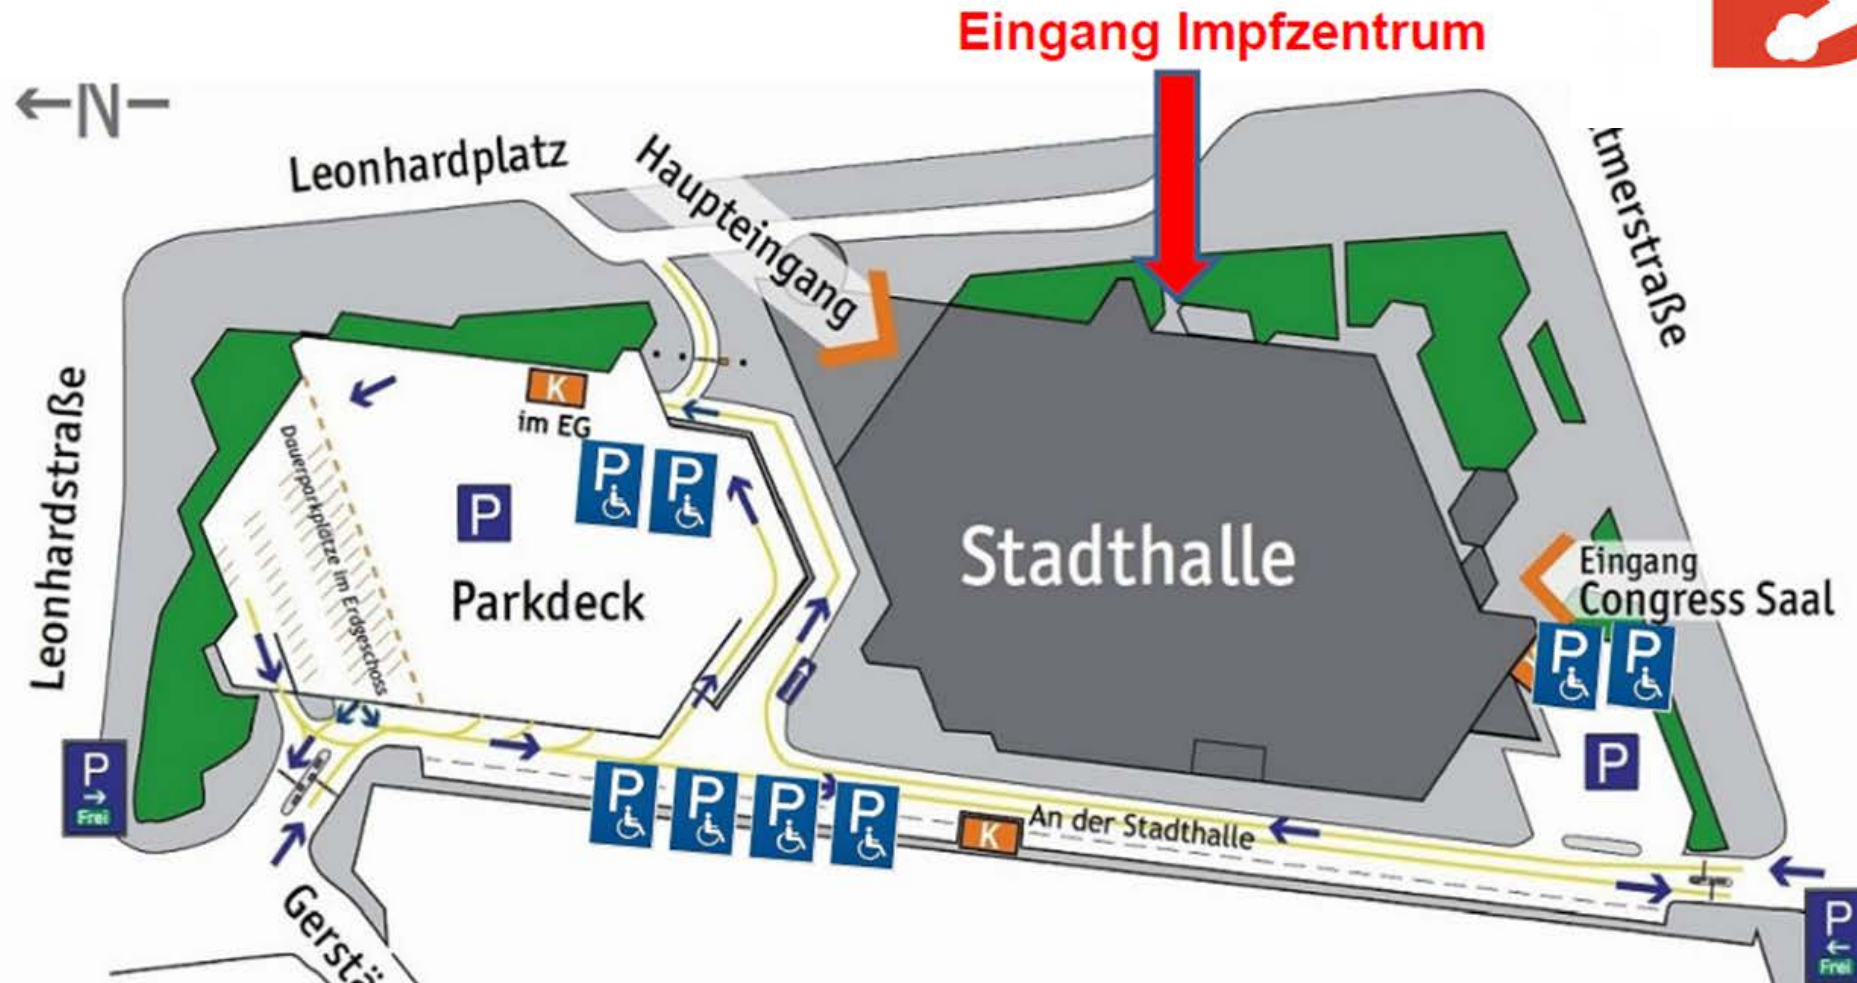 Eingang Impfzentrum
←N
Leonhardplatz
Haupteingang
tmerstraße
Leonhardstraße
K
im EG
P
P
P
Dauerparkplätze im Erdgeschoss
Parkdeck
Stadthalle
Eingang
Congress Saal
P
P
P
P
→
Frei
P
P
P
P
K
An der Stadthalle
Gerstä
P
←
Frei